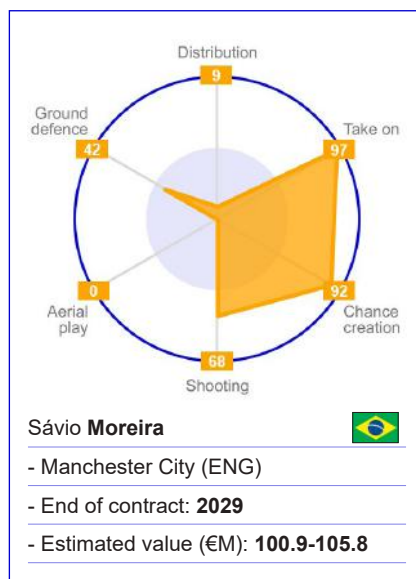 Distribution
9
Ground
defence
42
Take on
97
0
Aerial
play
92
Chance
creation
68
Shooting
Sávio Moreira
- Manchester City (ENG)
- End of contract: 2029
- Estimated value (€M): 100.9-105.8